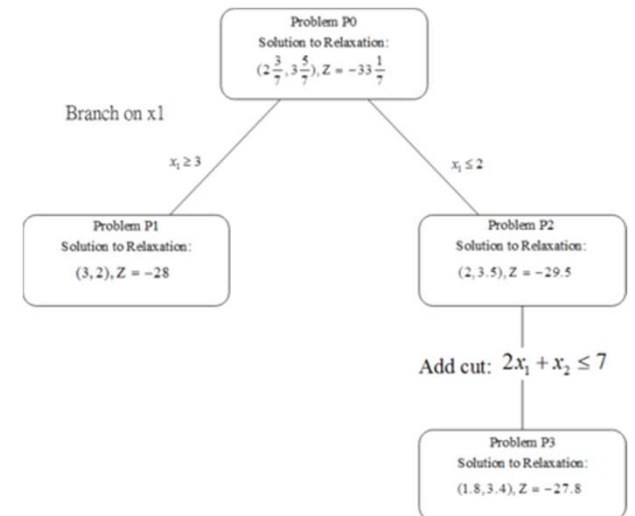 Problem P0
Solution to Relaxation:
(2 3/7, 3 5/7), Z = -33 1/7
Branch on x1
x₁ ≥ 3
x₁ ≤ 2
Problem P1
Solution to Relaxation:
(3, 2), Z = -28
Problem P2
Solution to Relaxation:
(2, 3.5), Z = -29.5
Add cut: 2x₁ + x₂ ≤ 7
Problem P3
Solution to Relaxation:
(1.8, 3.4), Z = -27.8